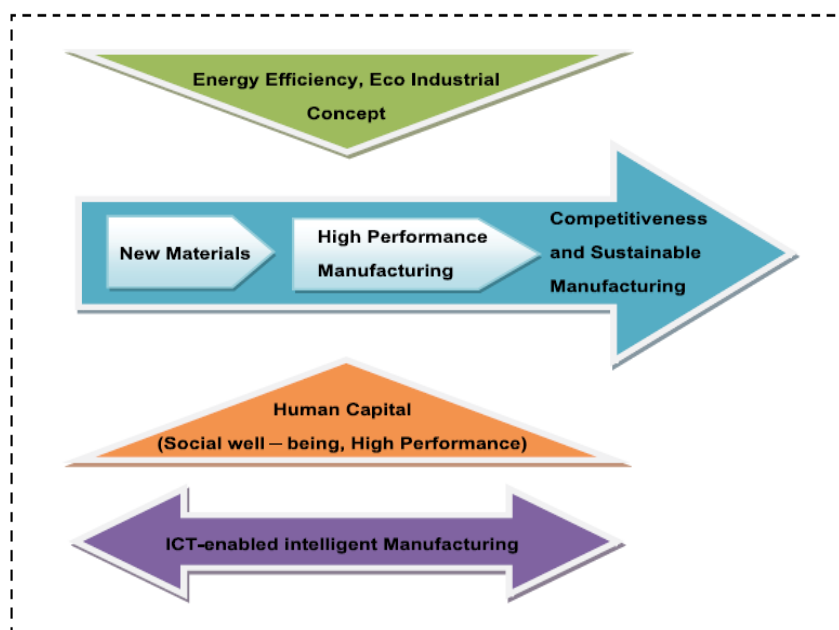 Energy Efficiency, Eco Industrial
Concept
New Materials
High Performance
Manufacturing
Competitiveness
and Sustainable
Manufacturing
Human Capital
(Social well – being, High Performance)
ICT-enabled intelligent Manufacturing